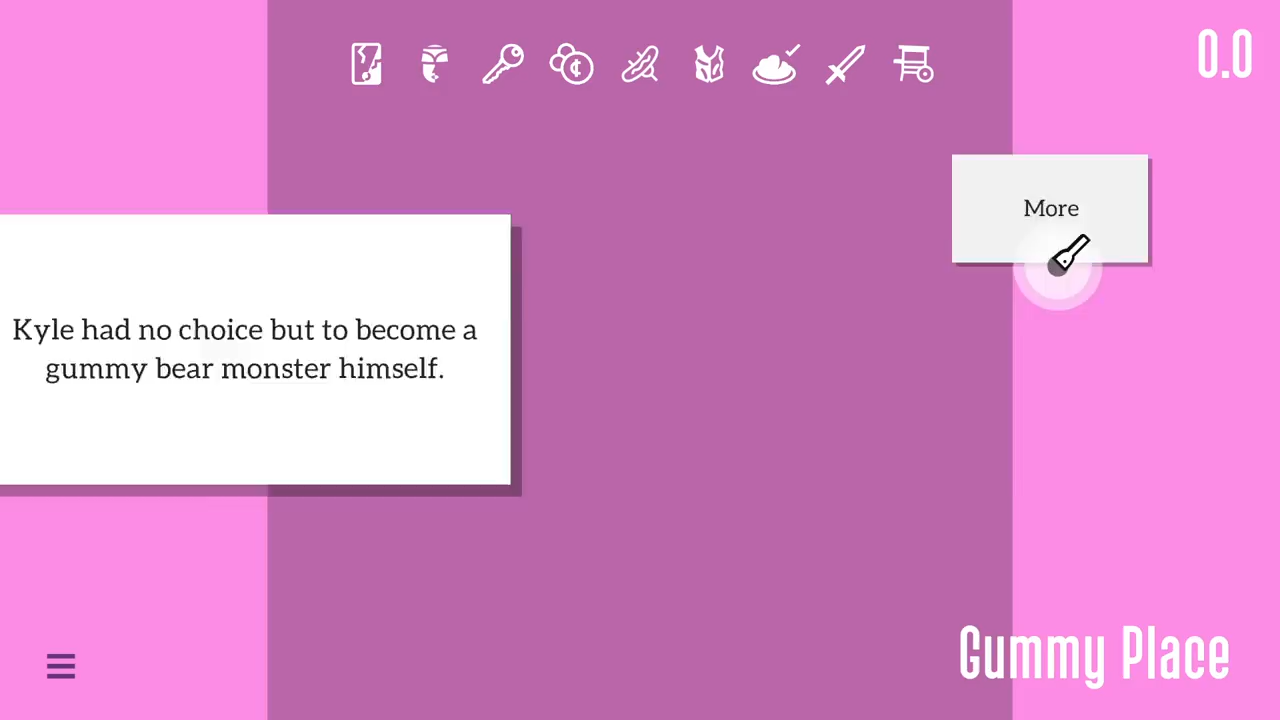 0.0
More
Kyle had no choice but to become a
gummy bear monster himself.
Gummy Place